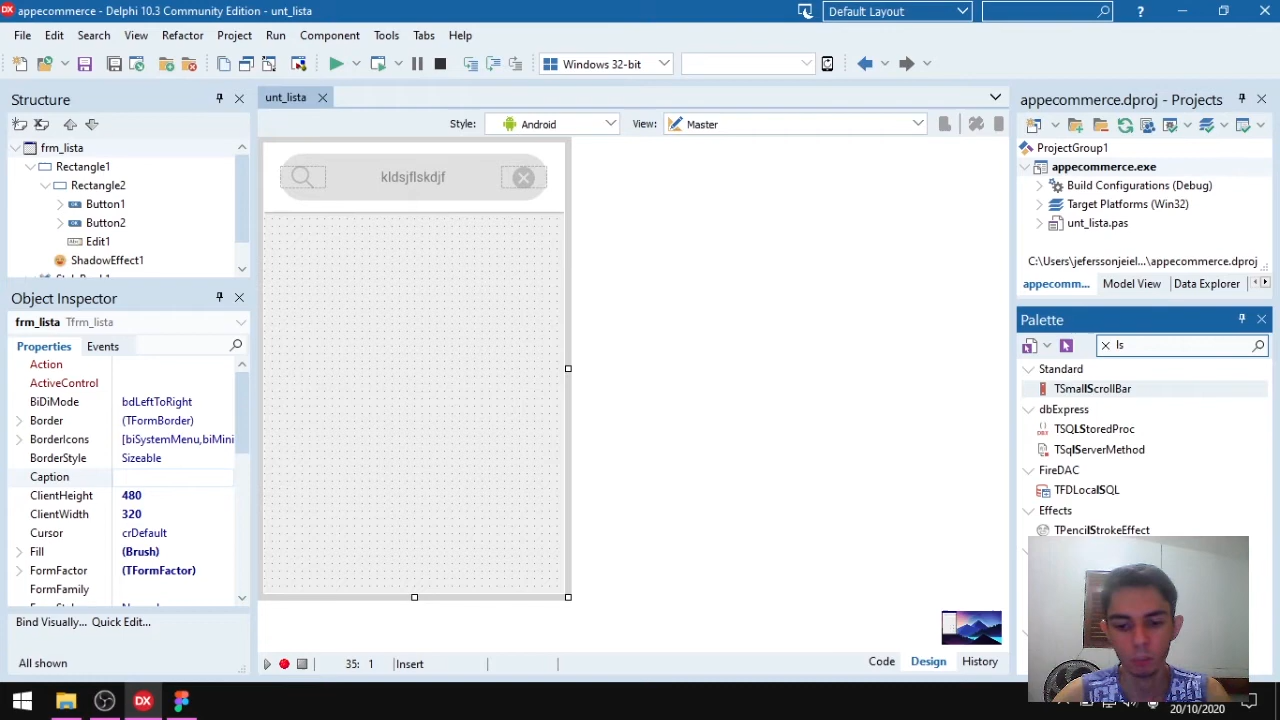 appecommerce - Delphi 10.3 Community Edition - unt_lista
Default Layout
File Edit Search View Refactor Project Run Component Tools Tabs Help
Windows 32-bit
Structure
frm_lista
Rectangle1
Rectangle2
Button1
Button2
Edit1
ShadowEffect1
Object Inspector
frm_lista Tfrm_lista
Properties Events
Action
ActiveControl
BiDiMode bdLeftToRight
Border (TFormBorder)
BorderIcons [biSystemMenu,biMini
BorderStyle Sizeable
Caption
ClientHeight 480
ClientWidth 320
Cursor crDefault
Fill (Brush)
FormFactor (TFormFactor)
FormFamily
Bind Visually... Quick Edit...
All shown
unt_lista
Style: Android View: Master
kldsjflskdjf
35: 1 Insert
Code Design History
appecommerce.dproj - Projects
ProjectGroup1
appecommerce.exe
Build Configurations (Debug)
Target Platforms (Win32)
unt_lista.pas
C:\Users\jeferssonjeiel...\appecommerce.dproj
appecomm... Model View Data Explorer
Palette
ls
Standard
TSmallScrollBar
dbExpress
TSQLStoredProc
TSqlServerMethod
FireDAC
TFDLocalSQL
Effects
TPencilStrokeEffect
DX
20/10/2020